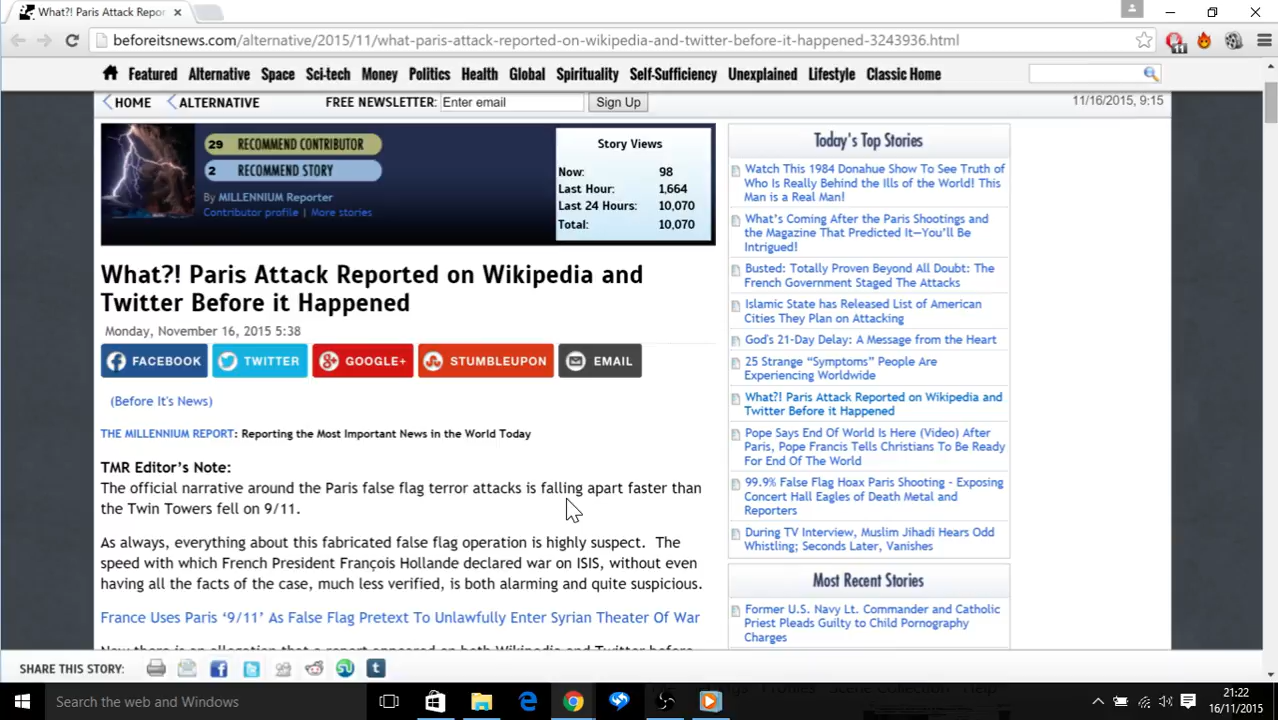 What?! Paris Attack Repor
beforeitsnews.com/alternative/2015/11/what-paris-attack-reported-on-wikipedia-and-twitter-before-it-happened-3243936.html
11
Featured Alternative Space Sci-tech Money Politics Health Global Spirituality Self-Sufficiency Unexplained Lifestyle Classic Home
HOME ALTERNATIVE FREE NEWSLETTER: Enter email Sign Up 11/16/2015, 9:15
29 RECOMMEND CONTRIBUTOR
2 RECOMMEND STORY
By MILLENNIUM Reporter
Contributor profile | More stories
Story Views
Now: 98
Last Hour: 1,664
Last 24 Hours: 10,070
Total: 10,070
What?! Paris Attack Reported on Wikipedia and
Twitter Before it Happened
Monday, November 16, 2015 5:38
FACEBOOK TWITTER GOOGLE+ STUMBLEUPON EMAIL
(Before It's News)
THE MILLENNIUM REPORT: Reporting the Most Important News in the World Today
TMR Editor's Note:
The official narrative around the Paris false flag terror attacks is falling apart faster than
the Twin Towers fell on 9/11.
As always, everything about this fabricated false flag operation is highly suspect. The
speed with which French President François Hollande declared war on ISIS, without even
having all the facts of the case, much less verified, is both alarming and quite suspicious.
France Uses Paris ‘9/11’ As False Flag Pretext To Unlawfully Enter Syrian Theater Of War
Now there is an allegation that a report appeared on both Wikipedia and Twitter before
Today's Top Stories
Watch This 1984 Donahue Show To See Truth of
Who Is Really Behind the Ills of the World! This
Man is a Real Man!
What's Coming After the Paris Shootings and
the Magazine That Predicted It—You'll Be
Intrigued!
Busted: Totally Proven Beyond All Doubt: The
French Government Staged The Attacks
Islamic State has Released List of American
Cities They Plan on Attacking
God's 21-Day Delay: A Message from the Heart
25 Strange “Symptoms” People Are
Experiencing Worldwide
What?! Paris Attack Reported on Wikipedia and
Twitter Before it Happened
Pope Says End Of World Is Here (Video) After
Paris, Pope Francis Tells Christians To Be Ready
For End Of The World
99.9% False Flag Hoax Paris Shooting - Exposing
Concert Hall Eagles of Death Metal and
Reporters
During TV Interview, Muslim Jihadi Hears Odd
Whistling; Seconds Later, Vanishes
Most Recent Stories
Former U.S. Navy Lt. Commander and Catholic
Priest Pleads Guilty to Child Pornography
Charges
SHARE THIS STORY:
Search the web and Windows
21:22
16/11/2015